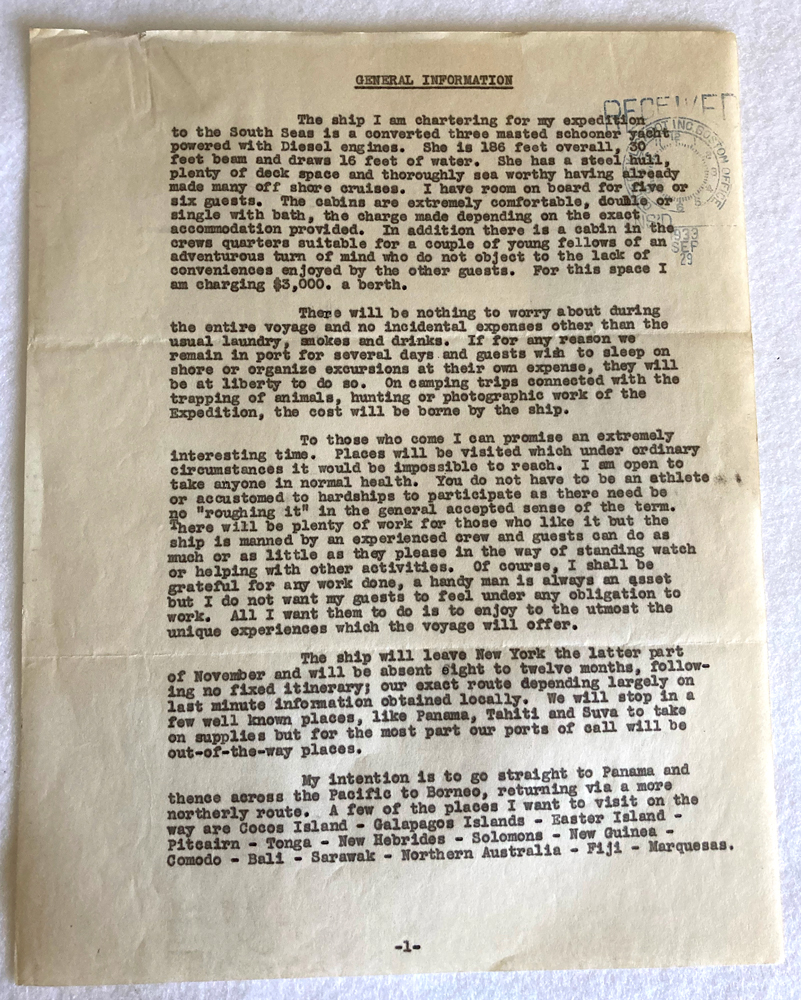 GENERAL INFORMATION
RECEIVED
The ship I am chartering for my expedition
to the South Seas is a converted three masted schooner yacht
powered with Diesel engines. She is 186 feet overall, 30
feet beam and draws 16 feet of water. She has a steel hull,
plenty of deck space and thoroughly sea worthy having already
made many off shore cruises. I have room on board for five or
six guests. The cabins are extremely comfortable, double or
single with bath, the charge made depending on the exact
accommodation provided. In addition there is a cabin in the
crews quarters suitable for a couple of young fellows of an
adventurous turn of mind who do not object to the lack of
conveniences enjoyed by the other guests. For this space I
am charging $3,000. a berth.
SEP
29
There will be nothing to worry about during
the entire voyage and no incidental expenses other than the
usual laundry, smokes and drinks. If for any reason we
remain in port for several days and guests wish to sleep on
shore or organize excursions at their own expense, they will
be at liberty to do so. On camping trips connected with the
trapping of animals, hunting or photographic work of the
Expedition, the cost will be borne by the ship.
To those who come I can promise an extremely
interesting time. Places will be visited which under ordinary
circumstances it would be impossible to reach. I am open to
take anyone in normal health. You do not have to be an athlete
or accustomed to hardships to participate as there need be
no "roughing it" in the general accepted sense of the term.
There will be plenty of work for those who like it but the
ship is manned by an experienced crew and guests can do as
much or as little as they please in the way of standing watch
or helping with other activities. Of course, I shall be
grateful for any work done, a handy man is always an asset
but I do not want my guests to feel under any obligation to
work. All I want them to do is to enjoy to the utmost the
unique experiences which the voyage will offer.
The ship will leave New York the latter part
of November and will be absent eight to twelve months, follow-
ing no fixed itinerary; our exact route depending largely on
last minute information obtained locally. We will stop in a
few well known places, like Panama, Tahiti and Suva to take
on supplies but for the most part our ports of call will be
out-of-the-way places.
My intention is to go straight to Panama and
thence across the Pacific to Borneo, returning via a more
northerly route. A few of the places I want to visit on the
way are Cocos Island - Galapagos Islands - Easter Island -
Pitcairn - Tonga - New Hebrides - Solomons - New Guinea -
Comodo - Bali - Sarawak - Northern Australia - Fiji - Marquesas.
-1-